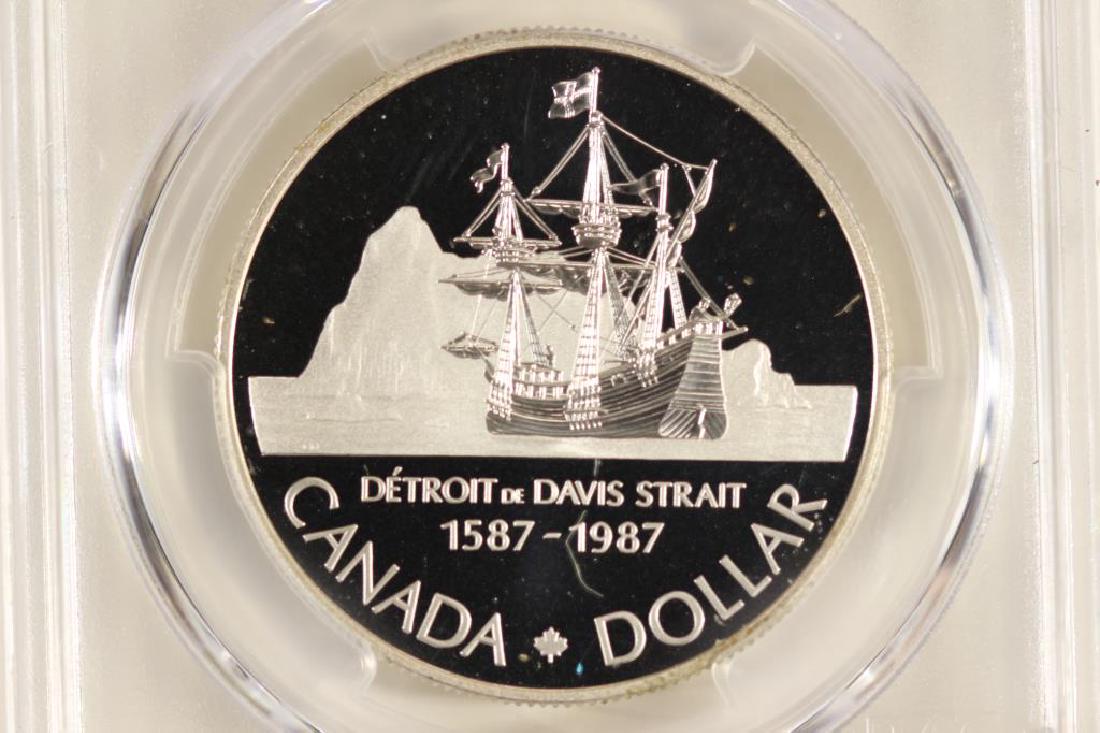 DÉTROIT DE DAVIS STRAIT
1587-1987
CANADA DOLLAR